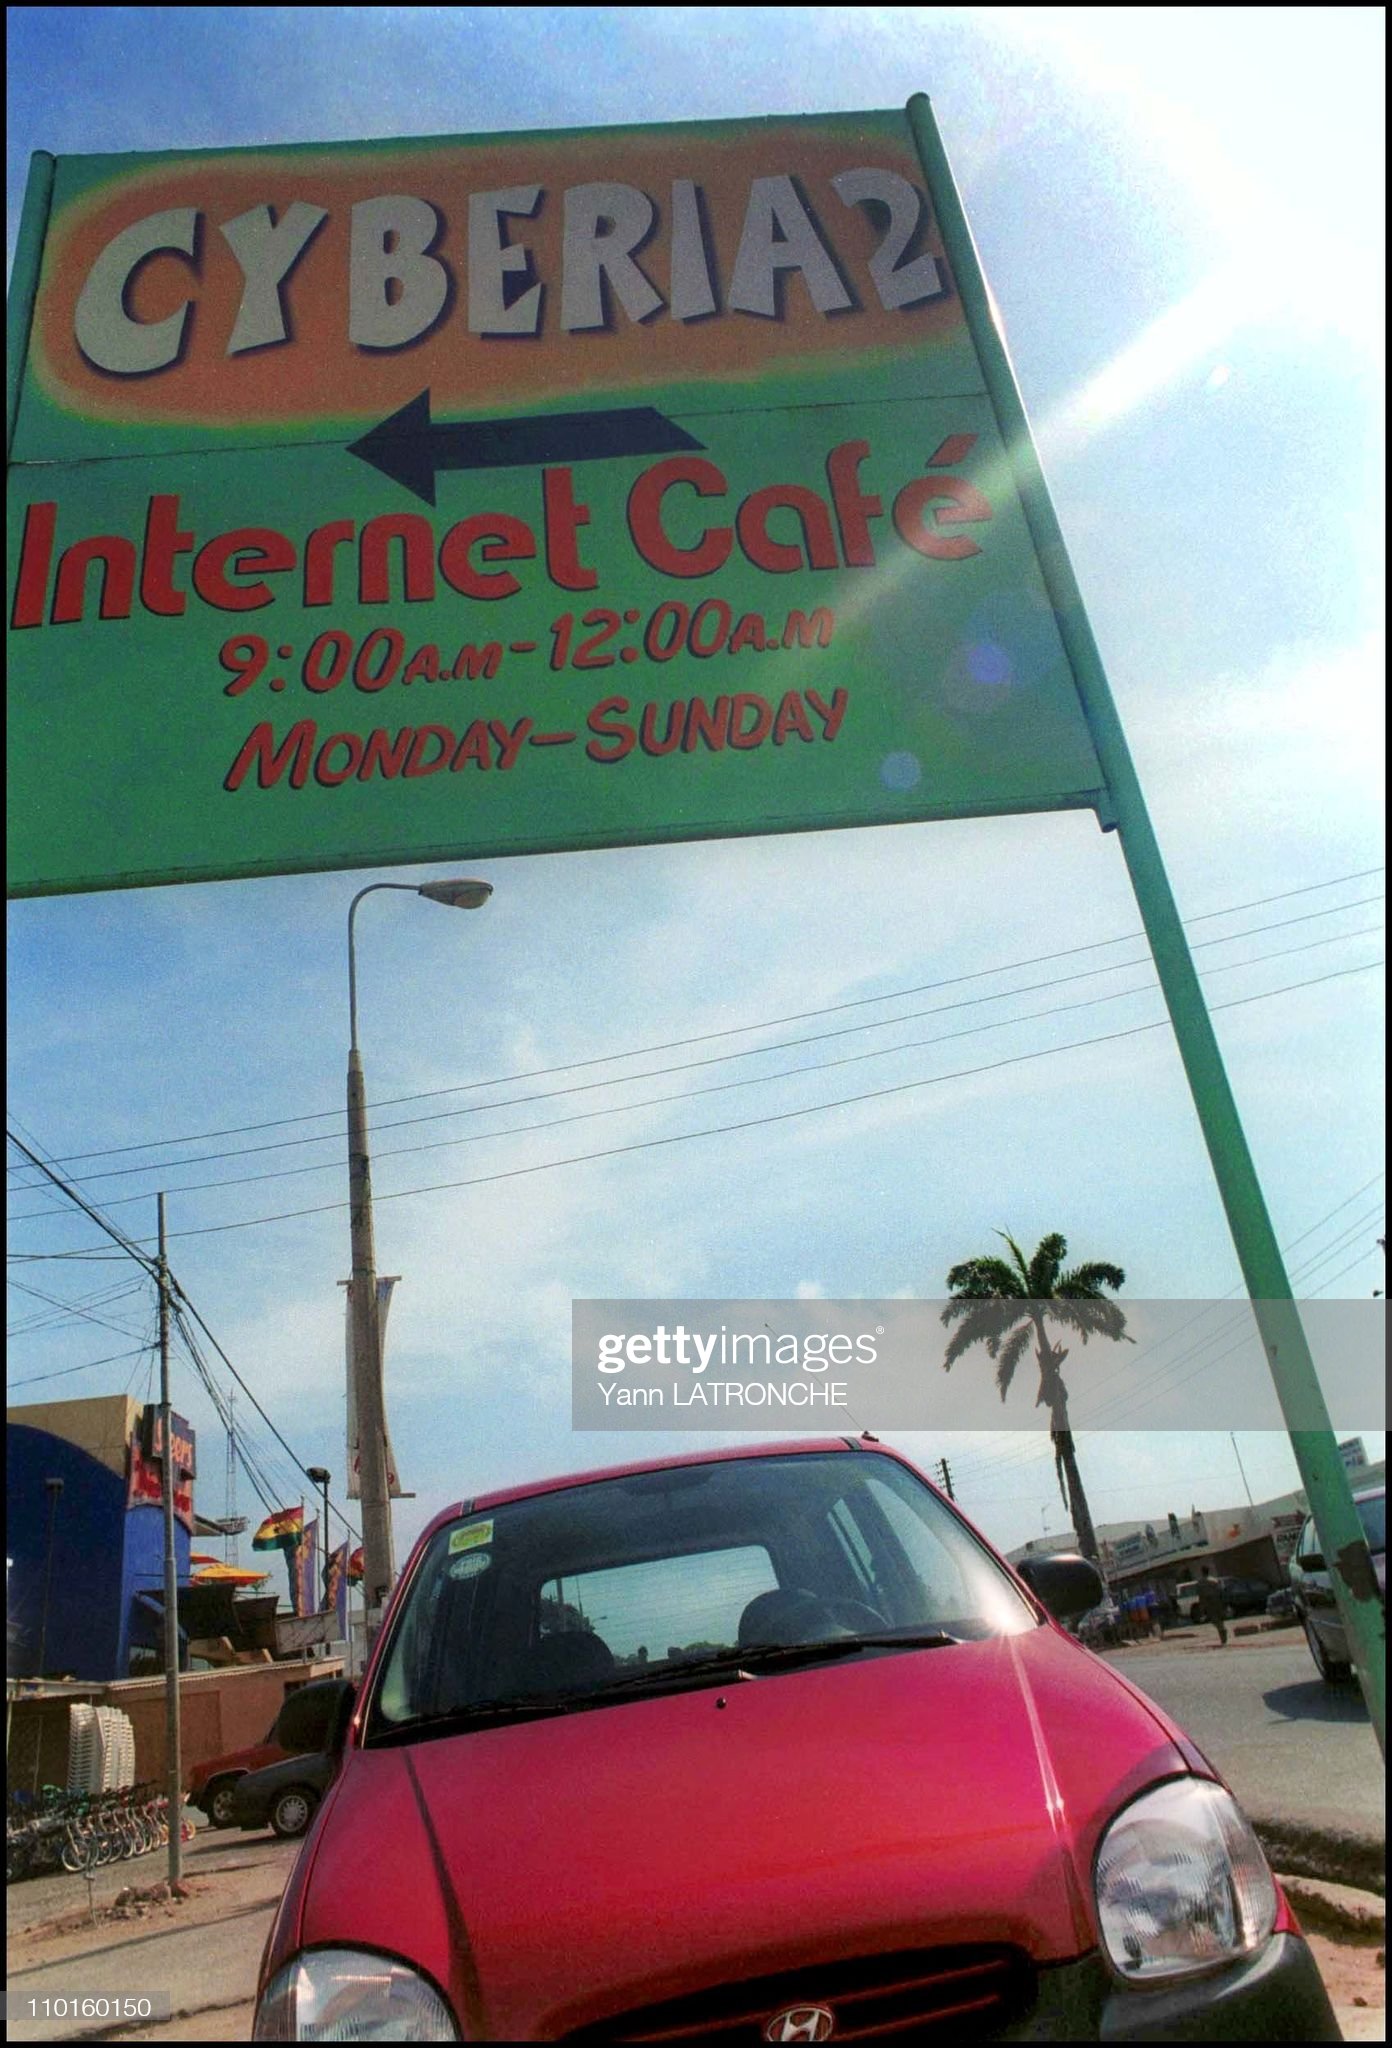 CYBERIA2
Internet Café
9:00A.M-12:00A.M
MONDAY-SUNDAY
gettyimages®
Yann LATRONCHE
110160150